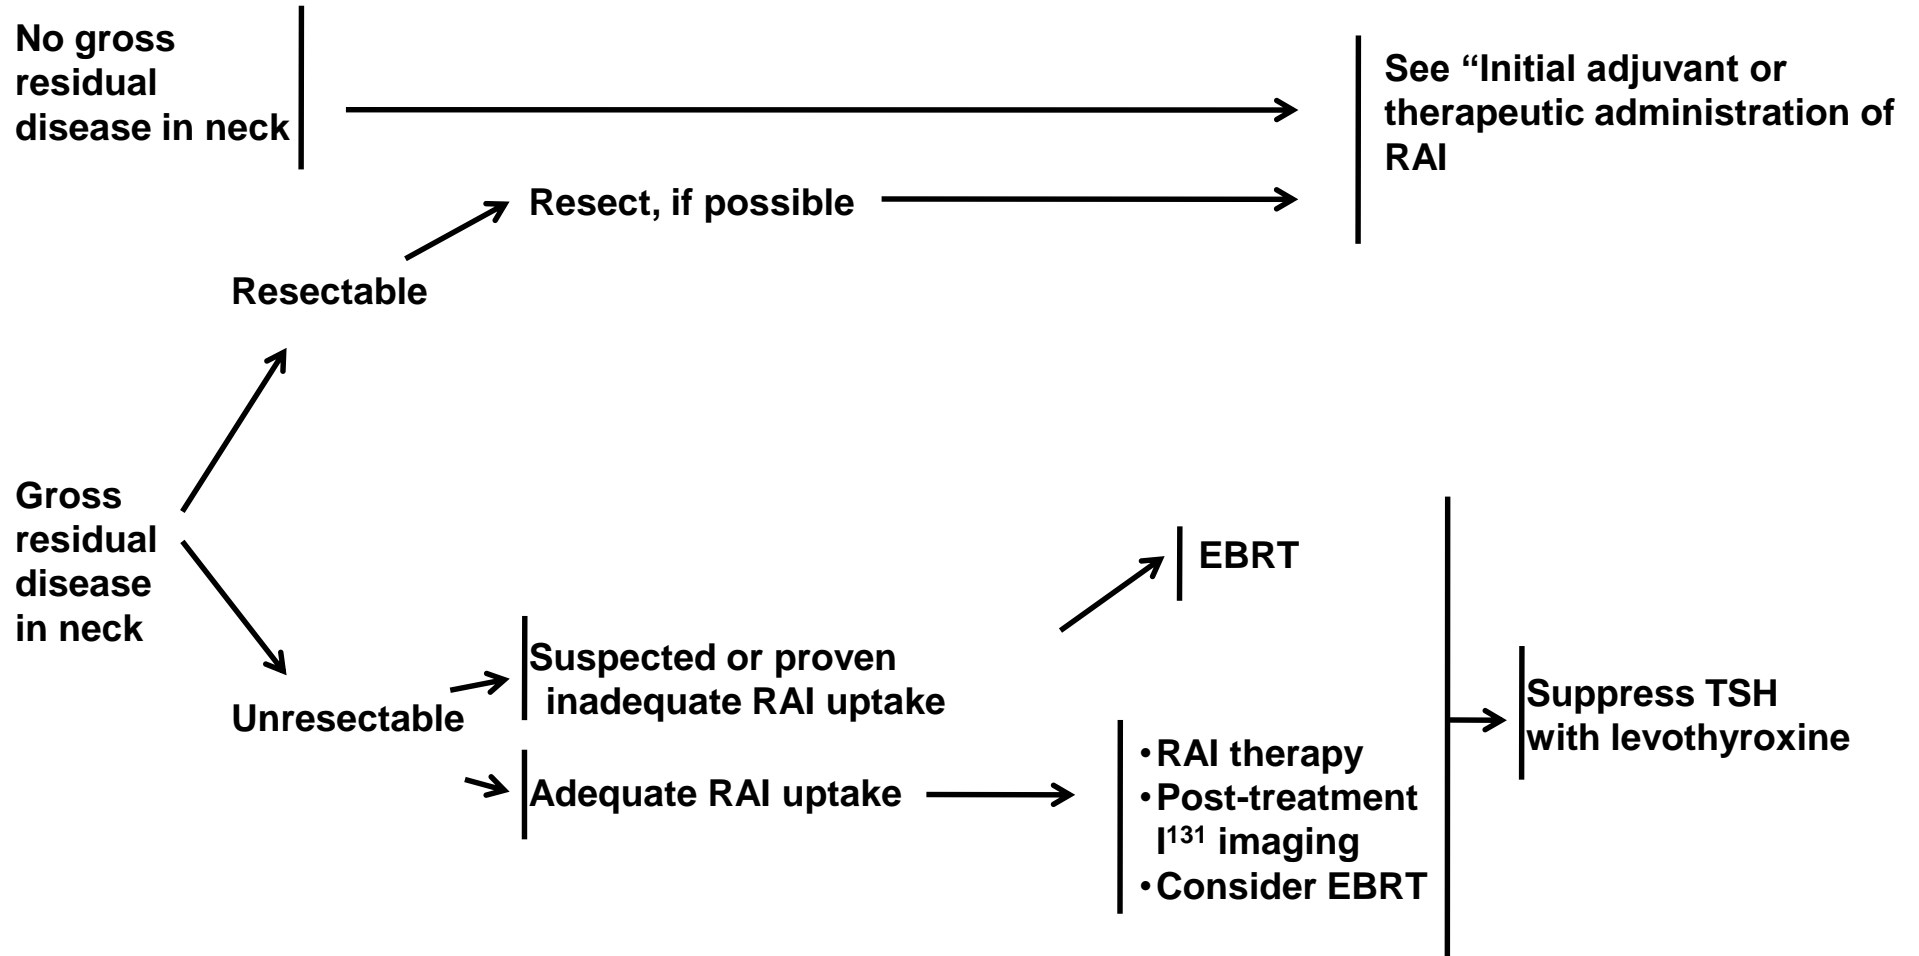 No gross
residual
disease in neck
See “Initial adjuvant or
therapeutic administration of
RAI
Resect, if possible
Resectable
Gross
residual
disease
in neck
Unresectable
Suspected or proven
inadequate RAI uptake
Adequate RAI uptake
EBRT
•RAI therapy
•Post-treatment
I¹³¹ imaging
•Consider EBRT
Suppress TSH
with levothyroxine